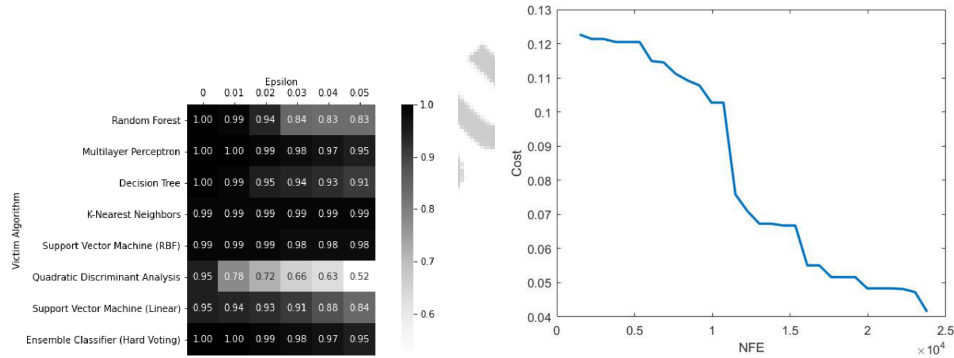 Epsilon
0 0.01 0.02 0.03 0.04 0.05
Victim Algorithm
Random Forest 1.00 0.99 0.94 0.84 0.83 0.83
Multilayer Perceptron 1.00 1.00 0.99 0.98 0.97 0.95
Decision Tree 1.00 0.99 0.95 0.94 0.93 0.91
K-Nearest Neighbors 0.99 0.99 0.99 0.99 0.99 0.99
Support Vector Machine (RBF) 0.99 0.99 0.99 0.98 0.98 0.98
Quadratic Discriminant Analysis 0.95 0.78 0.72 0.66 0.63 0.52
Support Vector Machine (Linear) 0.95 0.94 0.93 0.91 0.88 0.84
Ensemble Classifier (Hard Voting) 1.00 1.00 0.99 0.98 0.97 0.95
1.0
0.9
0.8
0.7
0.6
0.13
0.12
0.11
0.1
0.09
0.08
0.07
0.06
0.05
0.04
Cost
0 0.5 1 1.5 2 2.5
NFE
×10⁴